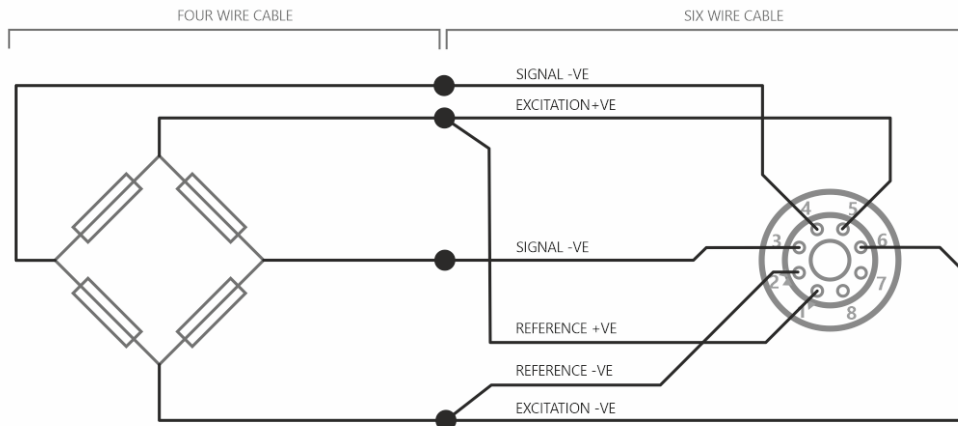 FOUR WIRE CABLE
SIX WIRE CABLE
SIGNAL -VE
EXCITATION+VE
4
5
3
SIGNAL -VE
6
2
7
1
8
REFERENCE +VE
REFERENCE -VE
EXCITATION -VE